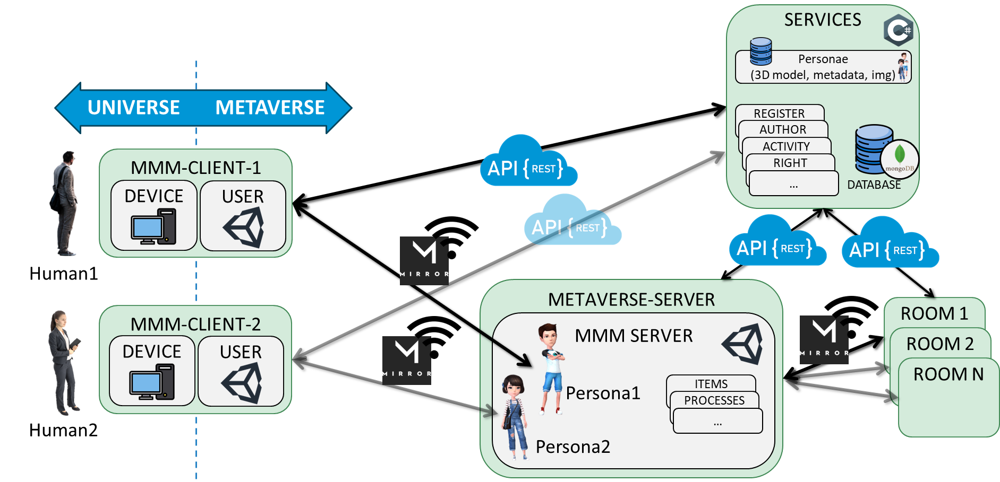 SERVICES
C#
Personae
(3D model, metadata, img)
UNIVERSE
METAVERSE
REGISTER
AUTHOR
ACTIVITY
RIGHT
...
mongoDB
DATABASE
API {REST}
MMM-CLIENT-1
DEVICE
USER
Human1
API {REST}
API {REST}
API {REST}
M
MIRROR
METAVERSE-SERVER
MMM SERVER
Persona1
Persona2
ITEMS
PROCESSES
...
M
MIRROR
ROOM 1
ROOM 2
ROOM N
MMM-CLIENT-2
DEVICE
USER
Human2
M
MIRROR